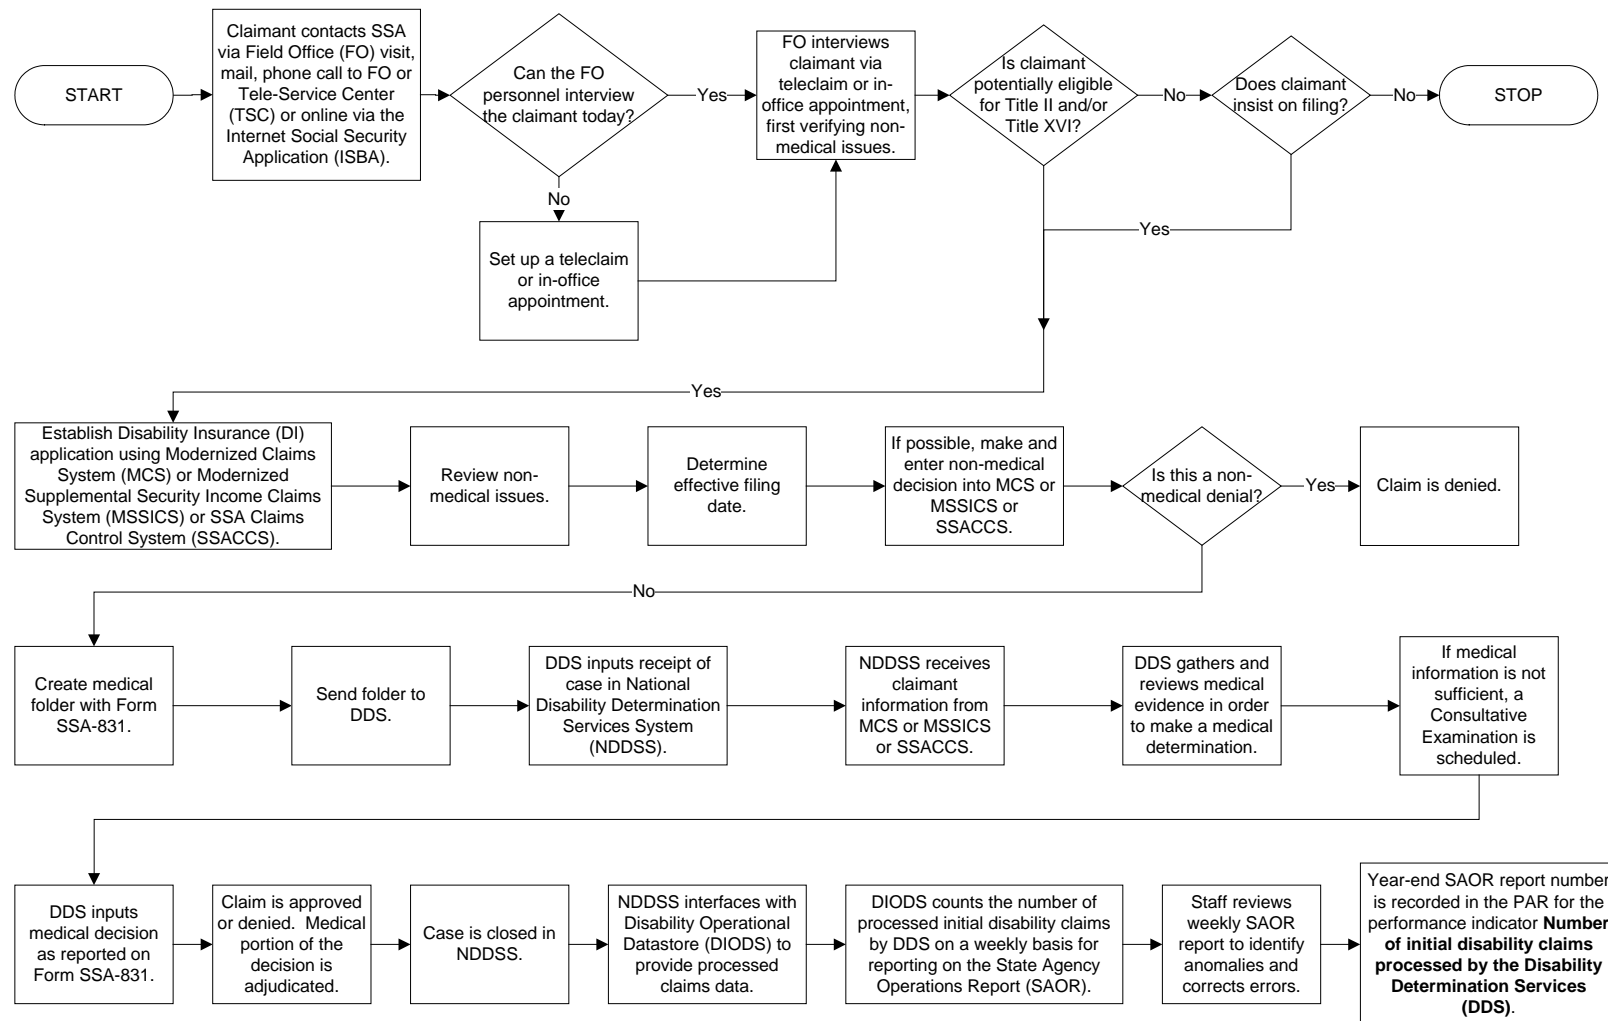 START
Claimant contacts SSA
via Field Office (FO) visit,
mail, phone call to FO or
Tele-Service Center
(TSC) or online via the
Internet Social Security
Application (ISBA).
Can the FO
personnel interview
the claimant today?
Yes
No
Set up a teleclaim
or in-office
appointment.
FO interviews
claimant via
teleclaim or in-
office appointment,
first verifying non-
medical issues.
Is claimant
potentially eligible
for Title II and/or
Title XVI?
No
Does claimant
insist on filing?
No
STOP
Yes
Yes
Establish Disability Insurance (DI)
application using Modernized Claims
System (MCS) or Modernized
Supplemental Security Income Claims
System (MSSICS) or SSA Claims
Control System (SSACCS).
Review non-
medical issues.
Determine
effective filing
date.
If possible, make and
enter non-medical
decision into MCS or
MSSICS or
SSACCS.
Is this a non-
medical denial?
Yes
Claim is denied.
No
Create medical
folder with Form
SSA-831.
Send folder to
DDS.
DDS inputs receipt of
case in National
Disability Determination
Services System
(NDDSS).
NDDSS receives
claimant
information from
MCS or MSSICS
or SSACCS.
DDS gathers and
reviews medical
evidence in order
to make a medical
determination.
If medical
information is not
sufficient, a
Consultative
Examination is
scheduled.
DDS inputs
medical decision
as reported on
Form SSA-831.
Claim is approved
or denied.  Medical
portion of the
decision is
adjudicated.
Case is closed in
NDDSS.
NDDSS interfaces with
Disability Operational
Datastore (DIODS) to
provide processed
claims data.
DIODS counts the number of
processed initial disability claims
by DDS on a weekly basis for
reporting on the State Agency
Operations Report (SAOR).
Staff reviews
weekly SAOR
report to identify
anomalies and
corrects errors.
Year-end SAOR report number
is recorded in the PAR for the
performance indicator Number
of initial disability claims
processed by the Disability
Determination Services
(DDS).